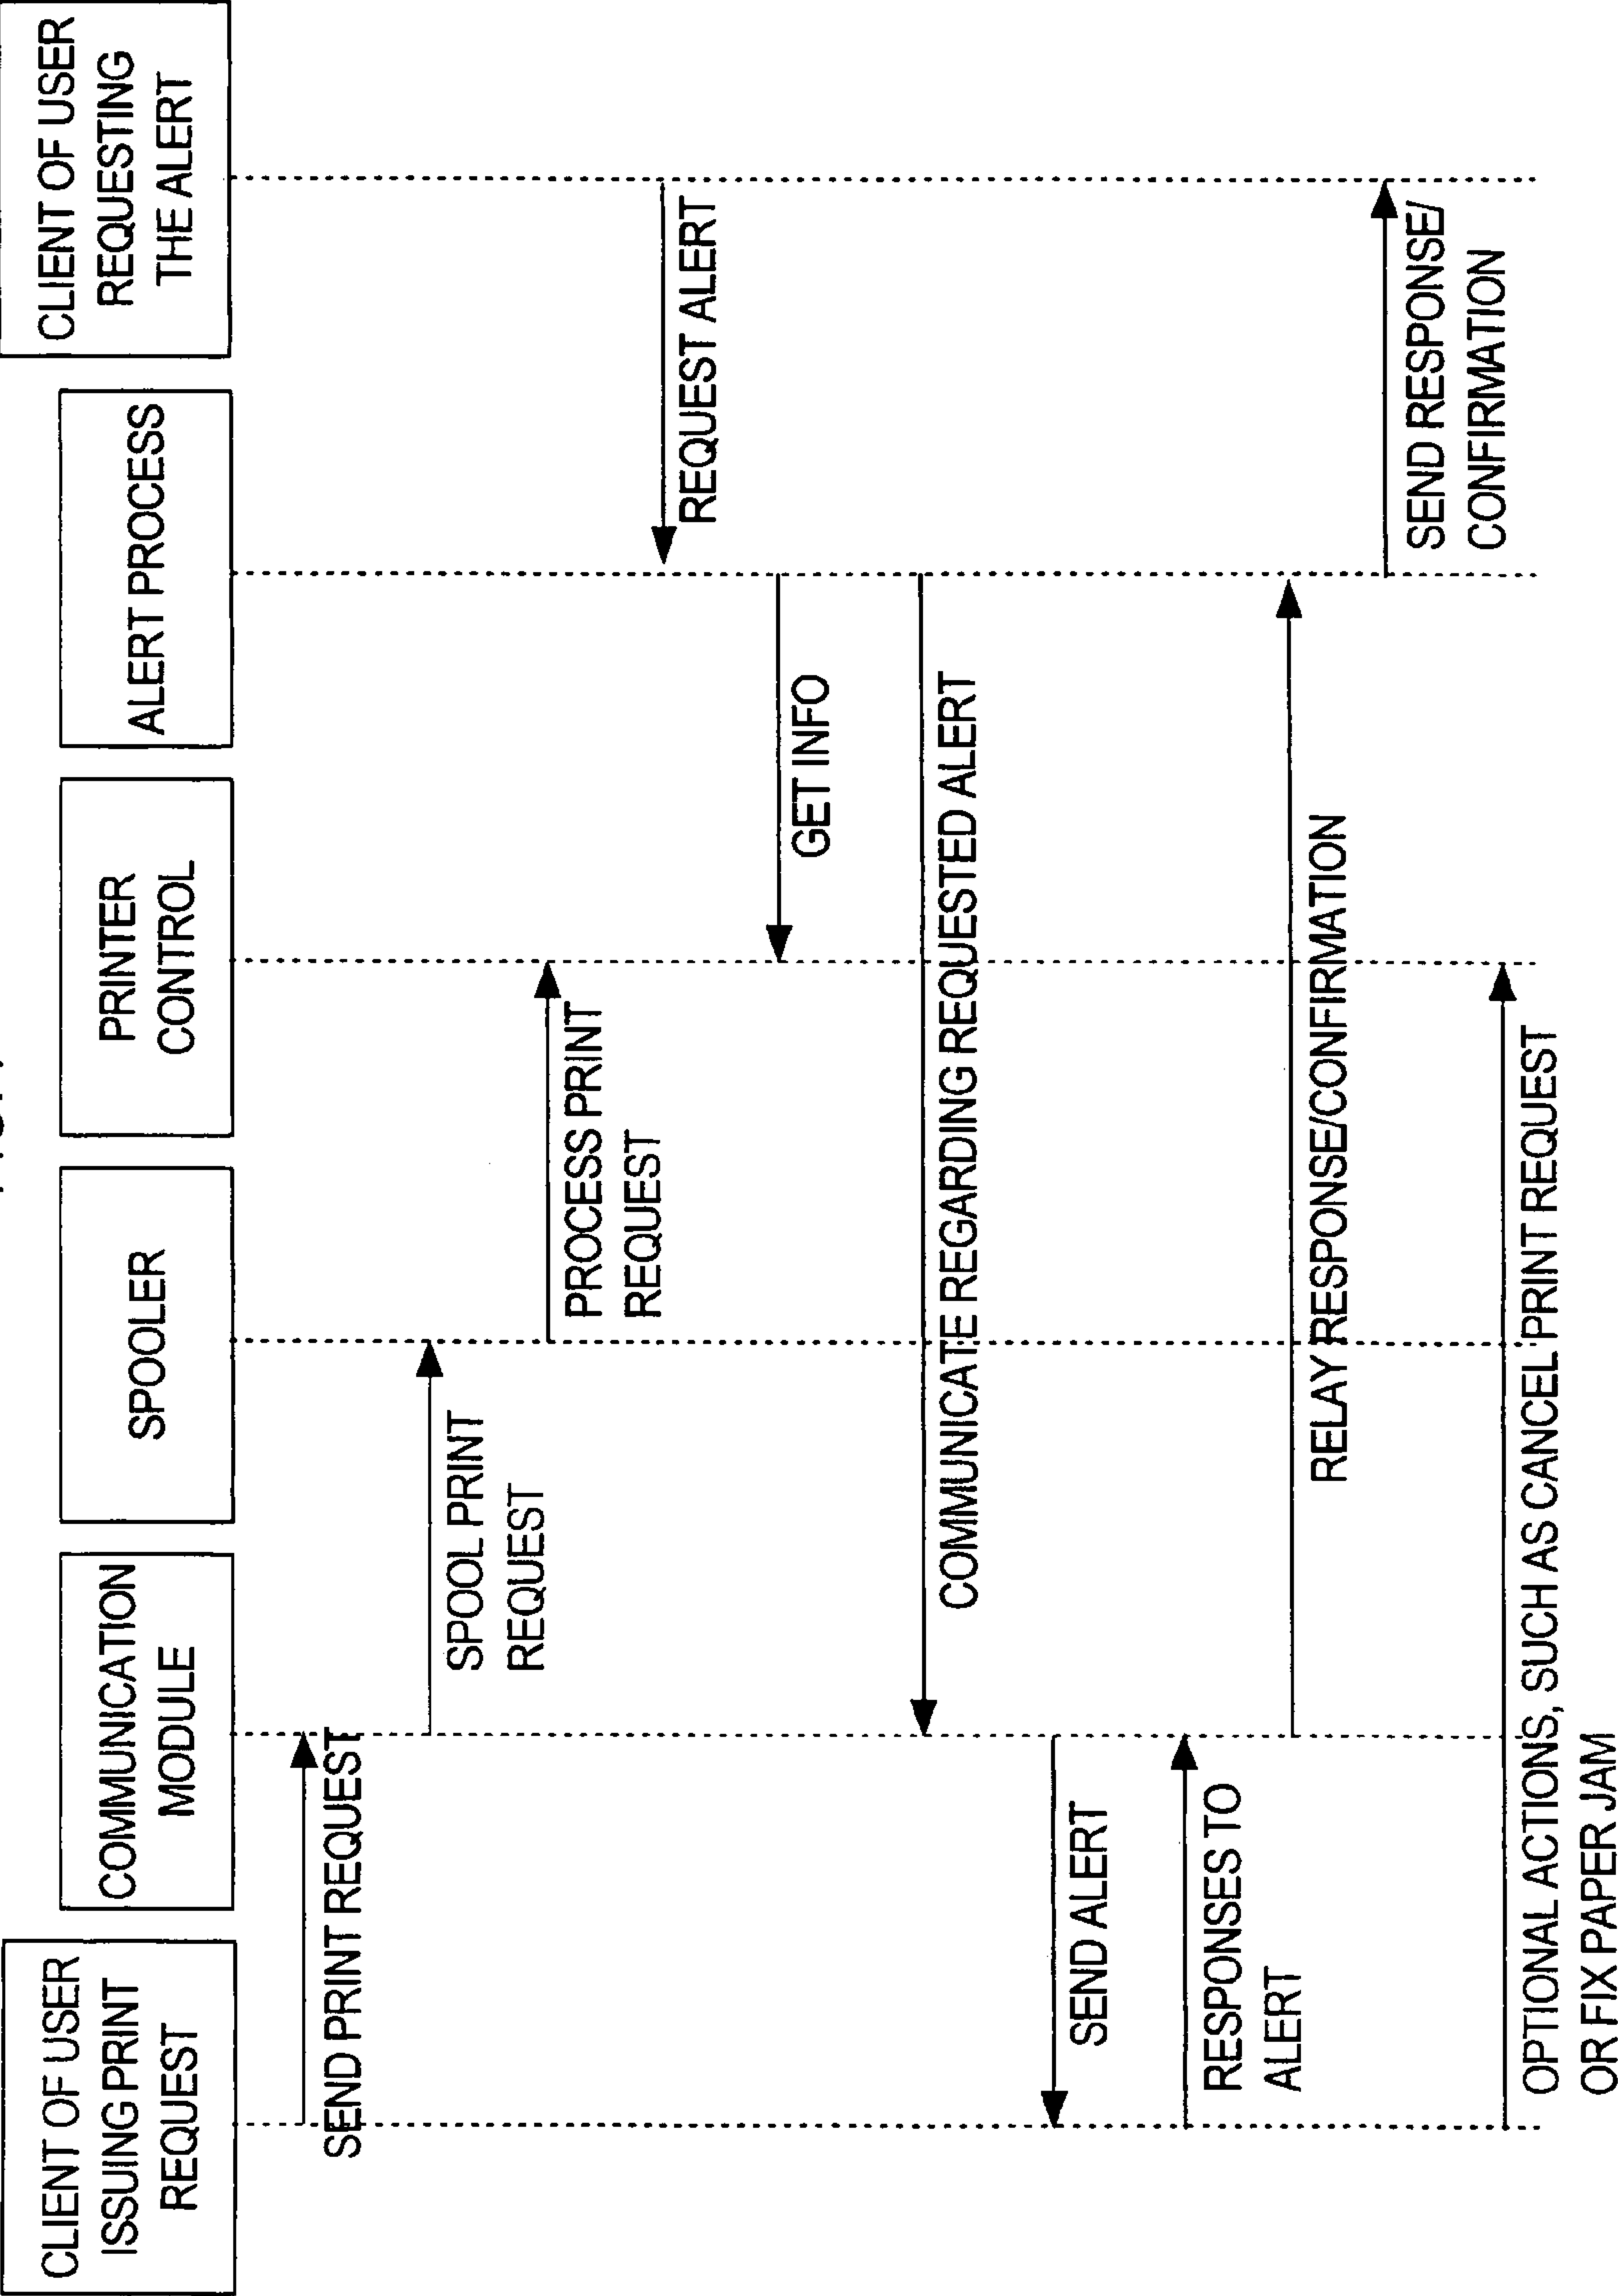 CLIENT OF USER
ISSUING PRINT
REQUEST
COMMUNICATION
MODULE
SPOOLER
PRINTER
CONTROL
ALERT PROCESS
CLIENT OF USER
REQUESTING
THE ALERT
SEND PRINT REQUEST
SPOOL PRINT
REQUEST
PROCESS PRINT
REQUEST
REQUEST ALERT
GET INFO
COMMUNICATE REGARDING REQUESTED ALERT
SEND ALERT
RESPONSES TO
ALERT
RELAY RESPONSE/CONFIRMATION
SEND RESPONSE/
CONFIRMATION
OPTIONAL ACTIONS, SUCH AS CANCEL PRINT REQUEST
OR FIX PAPER JAM